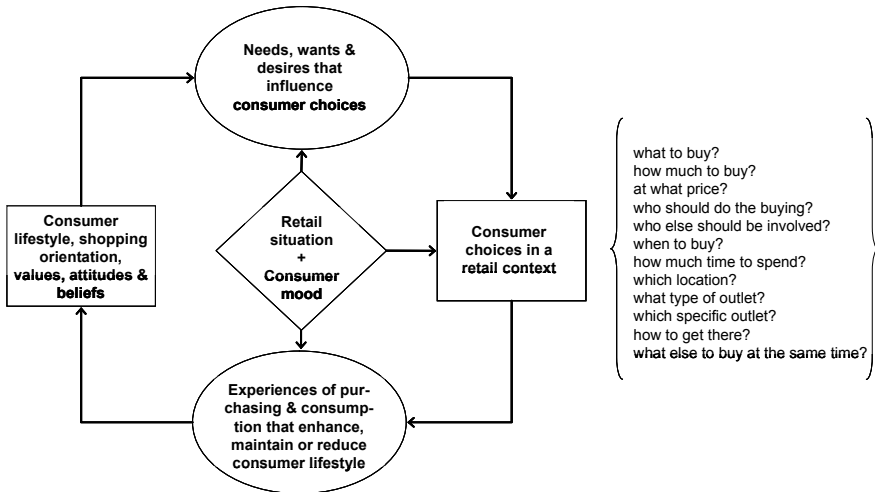 Needs, wants &
desires that
influence
consumer choices
Consumer
lifestyle, shopping
orientation,
values, attitudes &
beliefs
Retail
situation
+
Consumer
mood
Consumer
choices in a
retail context
what to buy?
how much to buy?
at what price?
who should do the buying?
who else should be involved?
when to buy?
how much time to spend?
which location?
what type of outlet?
which specific outlet?
how to get there?
what else to buy at the same time?
Experiences of pur-
chasing & consump-
tion that enhance,
maintain or reduce
consumer lifestyle